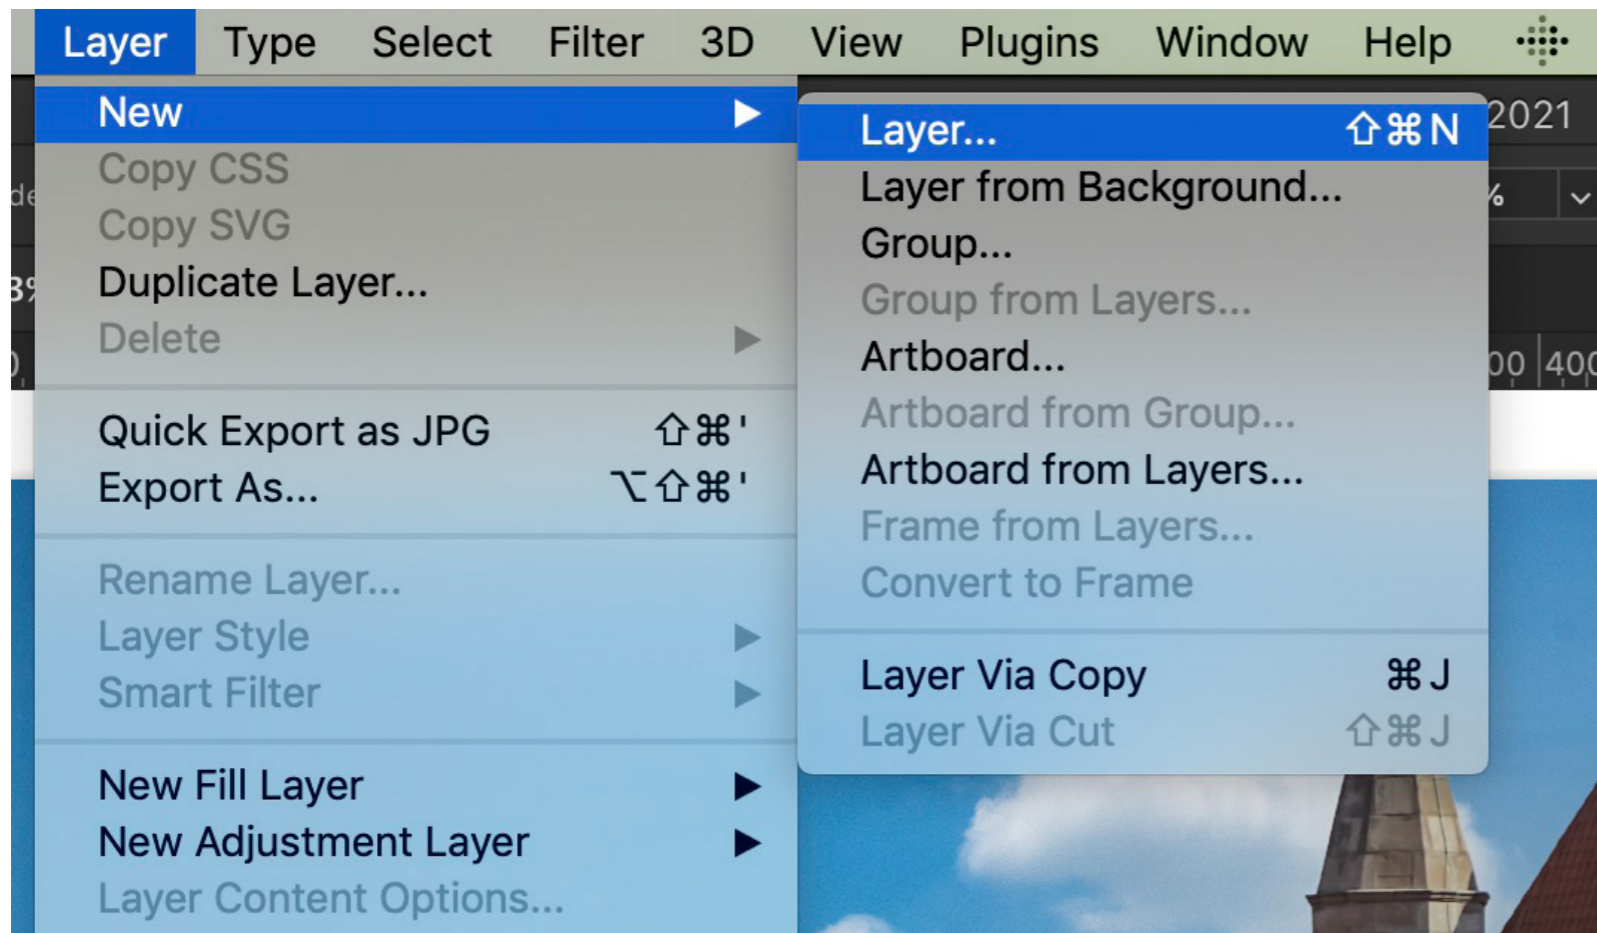 Layer Type Select Filter 3D View Plugins Window Help
New ▶
Copy CSS
Copy SVG
Duplicate Layer...
Delete ▶
Quick Export as JPG ⇧⌘'
Export As... ⌥⇧⌘'
Rename Layer...
Layer Style ▶
Smart Filter ▶
New Fill Layer ▶
New Adjustment Layer ▶
Layer Content Options...
Layer... ⇧⌘N
Layer from Background...
Group...
Group from Layers...
Artboard...
Artboard from Group...
Artboard from Layers...
Frame from Layers...
Convert to Frame
Layer Via Copy ⌘J
Layer Via Cut ⇧⌘J
2021
%